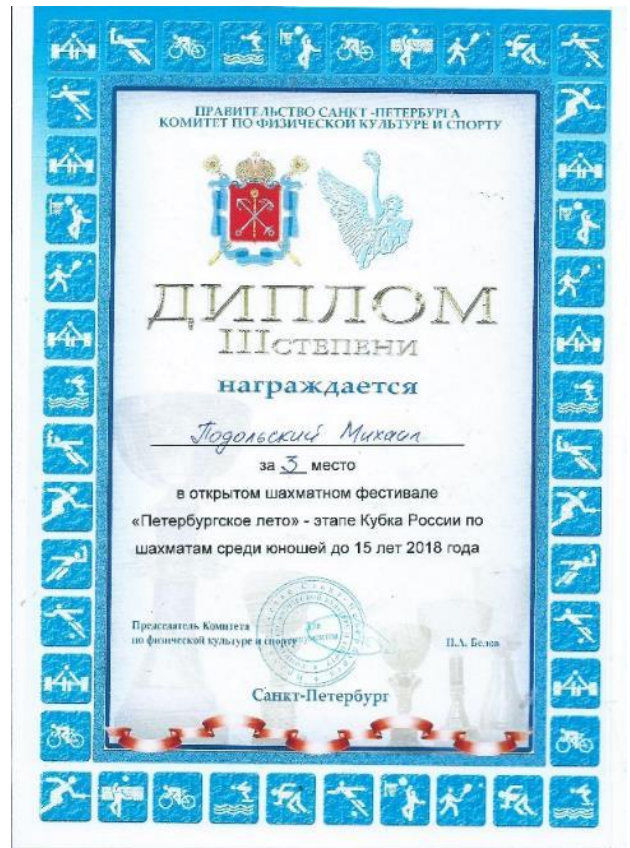 ПРАВИТЕЛЬСТВО САНКТ-ПЕТЕРБУРГА
КОМИТЕТ ПО ФИЗИЧЕСКОЙ КУЛЬТУРЕ И СПОРТУ
ДИПЛОМ
III СТЕПЕНИ
награждается
Подольский Михаил
за 3 место
в открытом шахматном фестивале
«Петербургское лето» - этапе Кубка России по
шахматам среди юношей до 15 лет 2018 года
Председатель Комитета
по физической культуре и спорту
П.А. Белов
Санкт-Петербург